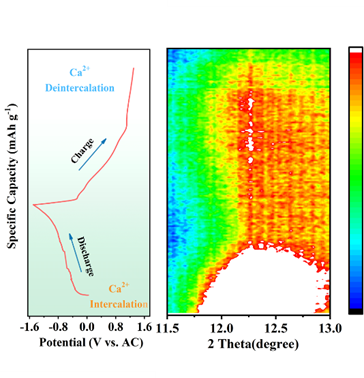 Specific Capacity (mAh g⁻¹)
Ca²⁺
Deintercalation
Charge
Discharge
Ca²⁺
Intercalation
-1.6 -0.8 0.0 0.8 1.6
Potential (V vs. AC)
11.5 12.0 12.5 13.0
2 Theta(degree)